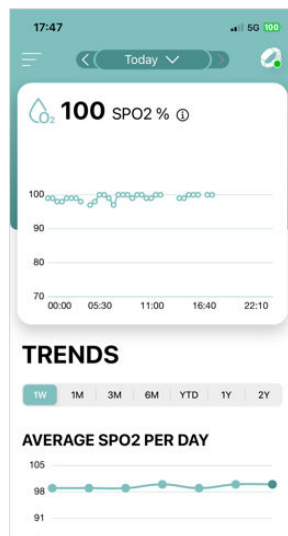 17:47 5G 100
Today
O2 100 SPO2 %
100
90
80
70
00:00 05:30 11:00 16:40 22:10
TRENDS
1W 1M 3M 6M YTD 1Y 2Y
AVERAGE SPO2 PER DAY
105
98
91